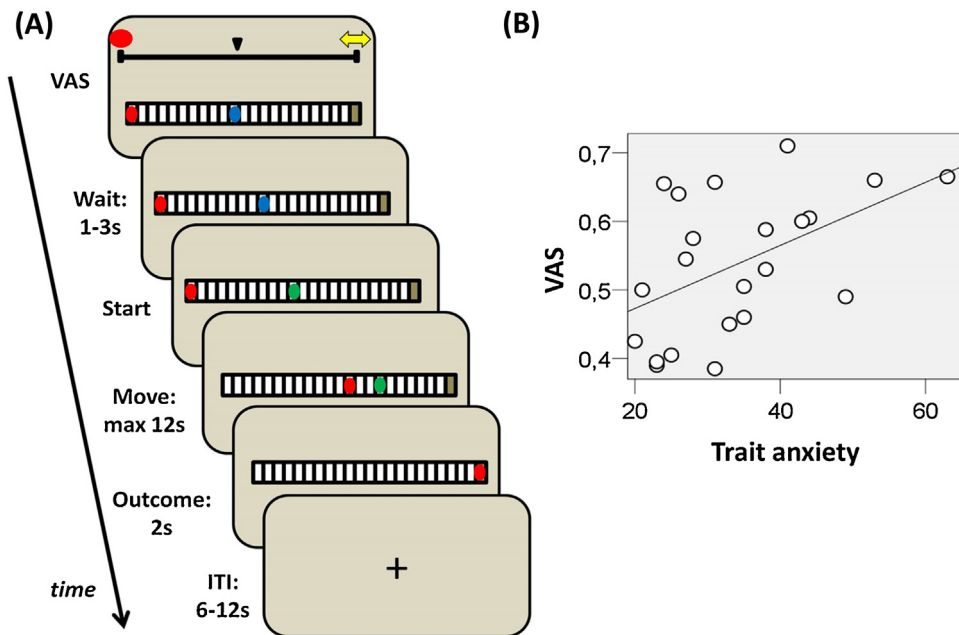 (A)
VAS
Wait:
1-3s
Start
Move:
max 12s
Outcome:
2s
ITI:
6-12s
+
time
(B)
VAS
0,7
0,6
0,5
0,4
20 40 60
Trait anxiety